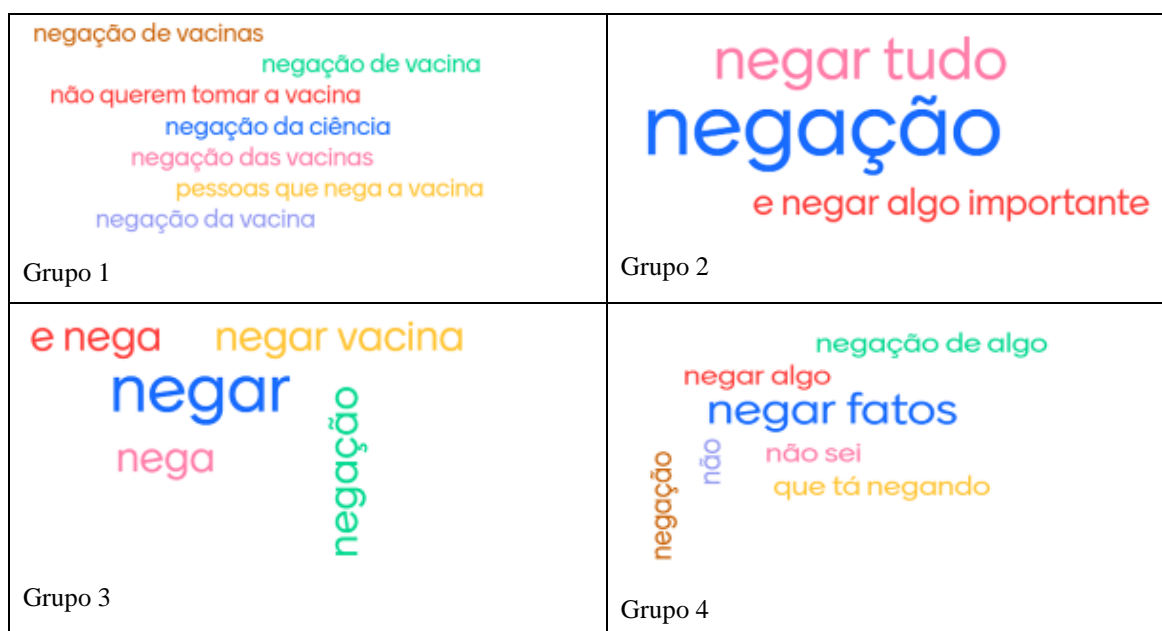 negação de vacinas
negação de vacina
não querem tomar a vacina
negação da ciência
negação das vacinas
pessoas que nega a vacina
negação da vacina
Grupo 1
negar tudo
negação
e negar algo importante
Grupo 2
e nega
negar vacina
negar
nega
negação
Grupo 3
negação de algo
negar algo
negar fatos
negação
não
não sei
que tá negando
Grupo 4